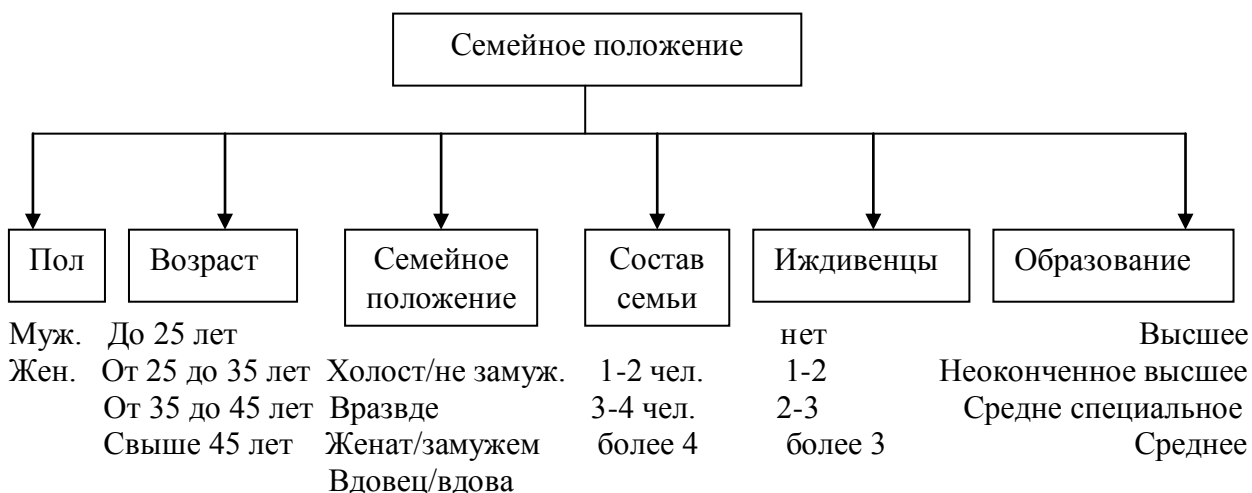 Семейное положение
Пол Возраст Семейное Состав Иждивенцы Образование
положение семьи
Муж. До 25 лет нет Высшее
Жен. От 25 до 35 лет Холост/не замуж. 1-2 чел. 1-2 Неоконченное высшее
От 35 до 45 лет Вразвде 3-4 чел. 2-3 Средне специальное
Свыше 45 лет Женат/замужем более 4 более 3 Среднее
Вдовец/вдова